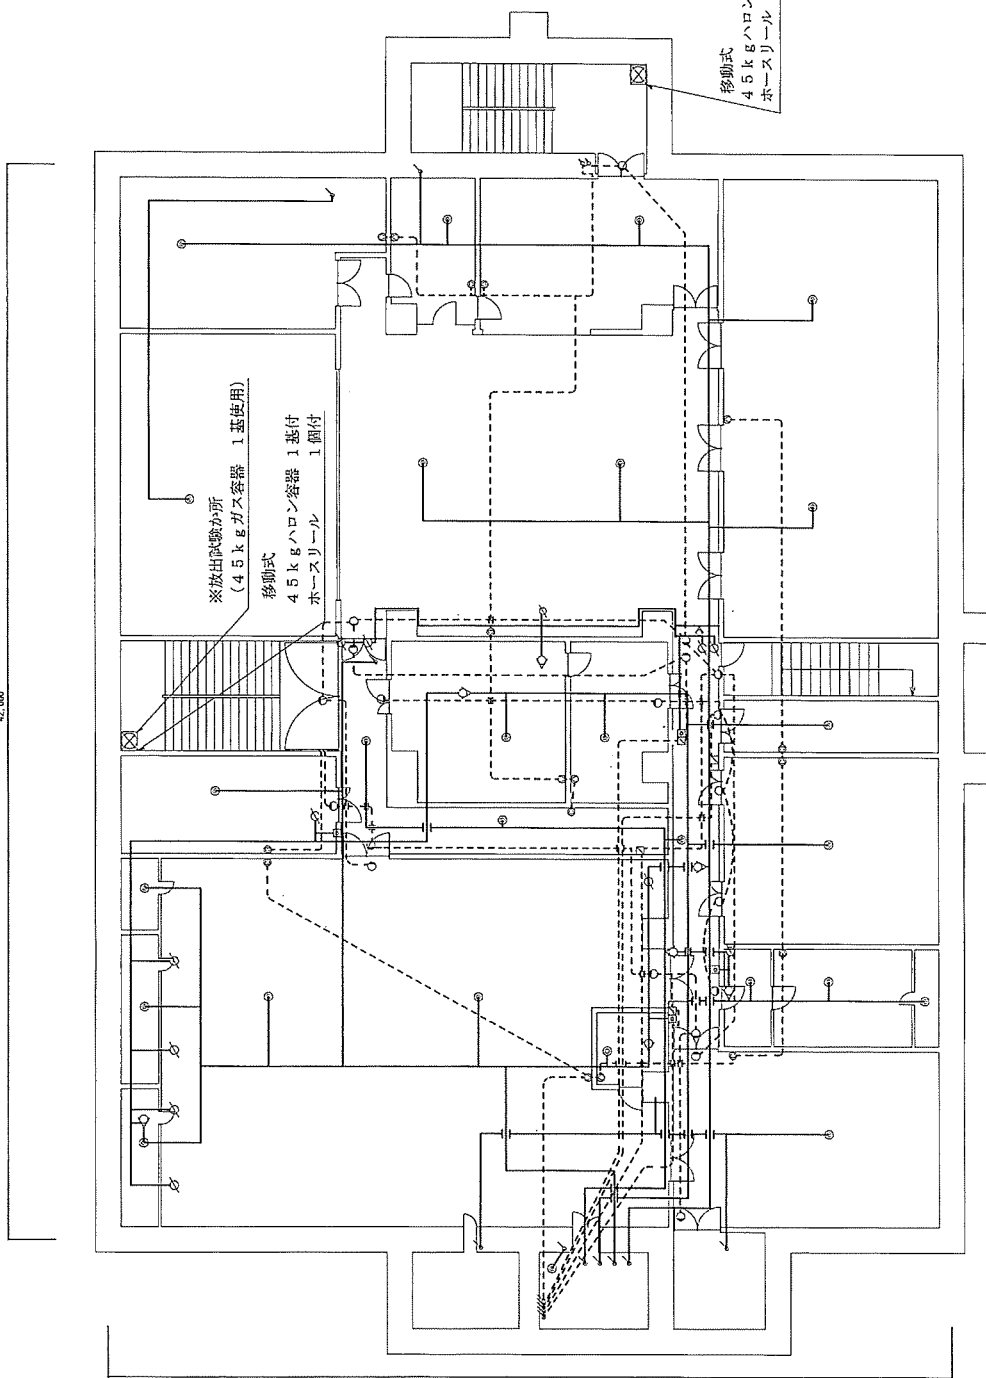 ※放出試験か所
(45kgガス容器 1基使用)
移動式
45kgハロン容器 1基付
ホースリール 1個付
移動式
45kgハロン
ホースリール